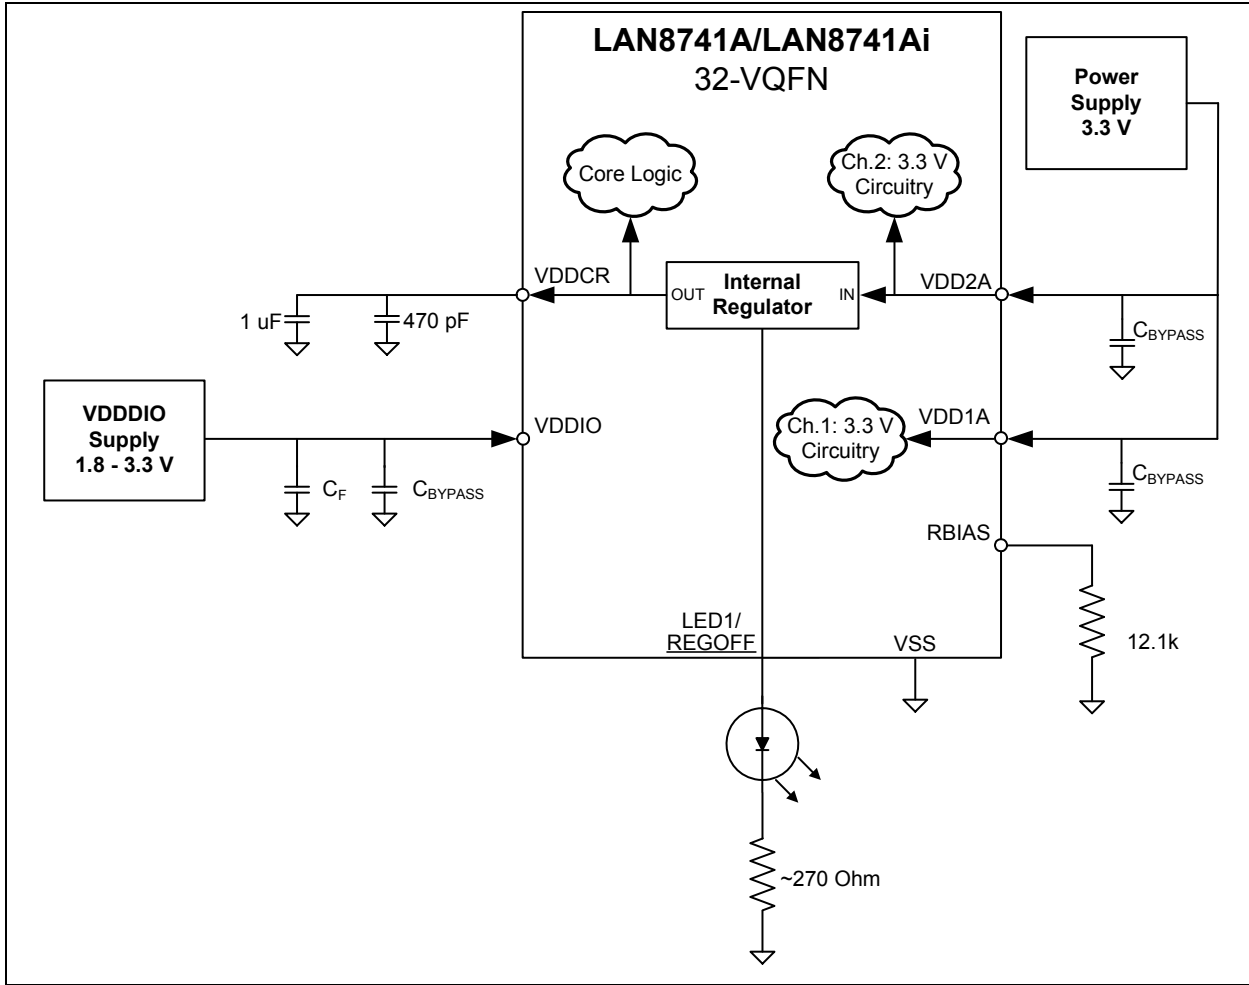 LAN8741A/LAN8741Ai
32-VQFN
Power
Supply
3.3 V
Core Logic
Ch.2: 3.3 V
Circuitry
VDDCR
OUT
Internal
Regulator
IN
VDD2A
1 uF
470 pF
CBYPASS
VDDDIO
Supply
1.8 - 3.3 V
VDDIO
Ch.1: 3.3 V
Circuitry
VDD1A
CF
CBYPASS
CBYPASS
RBIAS
LED1/
REGOFF
VSS
12.1k
~270 Ohm